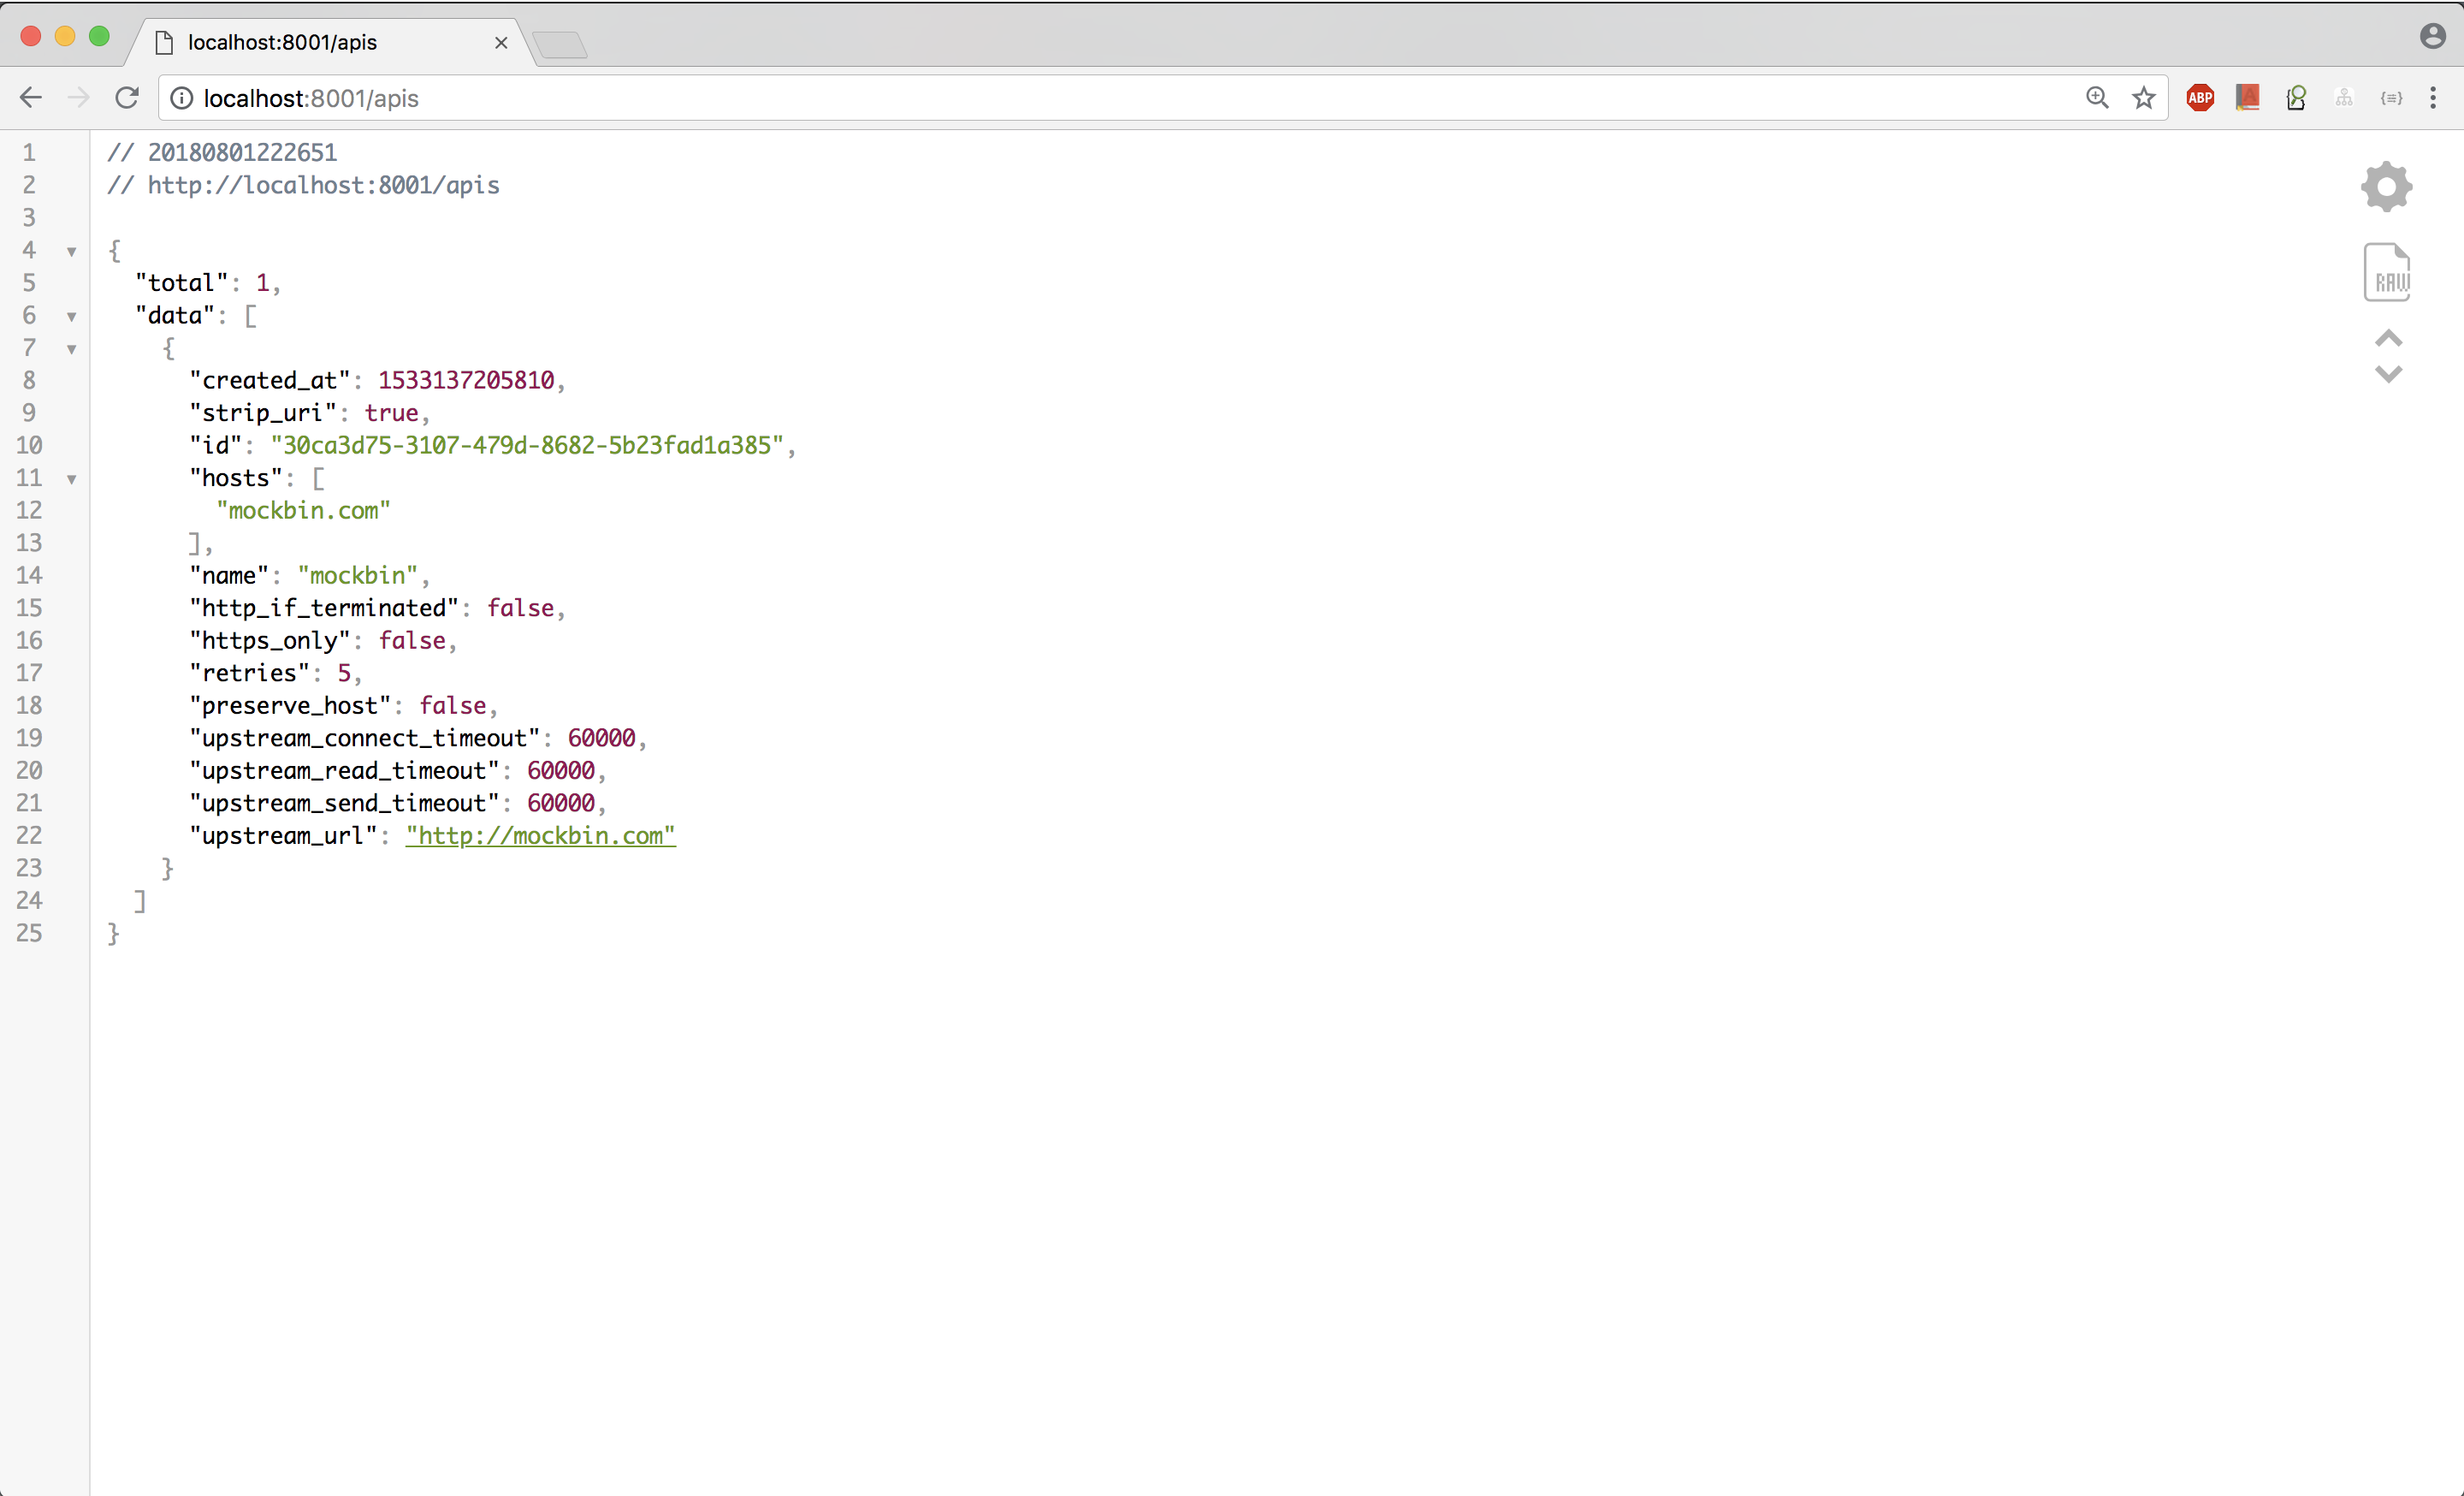 localhost:8001/apis
localhost:8001/apis
ABP
1 // 20180801222651
2 // http://localhost:8001/apis
3
4 {
5 "total": 1,
6 "data": [
7 {
8 "created_at": 1533137205810,
9 "strip_uri": true,
10 "id": "30ca3d75-3107-479d-8682-5b23fad1a385",
11 "hosts": [
12 "mockbin.com"
13 ],
14 "name": "mockbin",
15 "http_if_terminated": false,
16 "https_only": false,
17 "retries": 5,
18 "preserve_host": false,
19 "upstream_connect_timeout": 60000,
20 "upstream_read_timeout": 60000,
21 "upstream_send_timeout": 60000,
22 "upstream_url": "http://mockbin.com"
23 }
24 ]
25 }
RAW